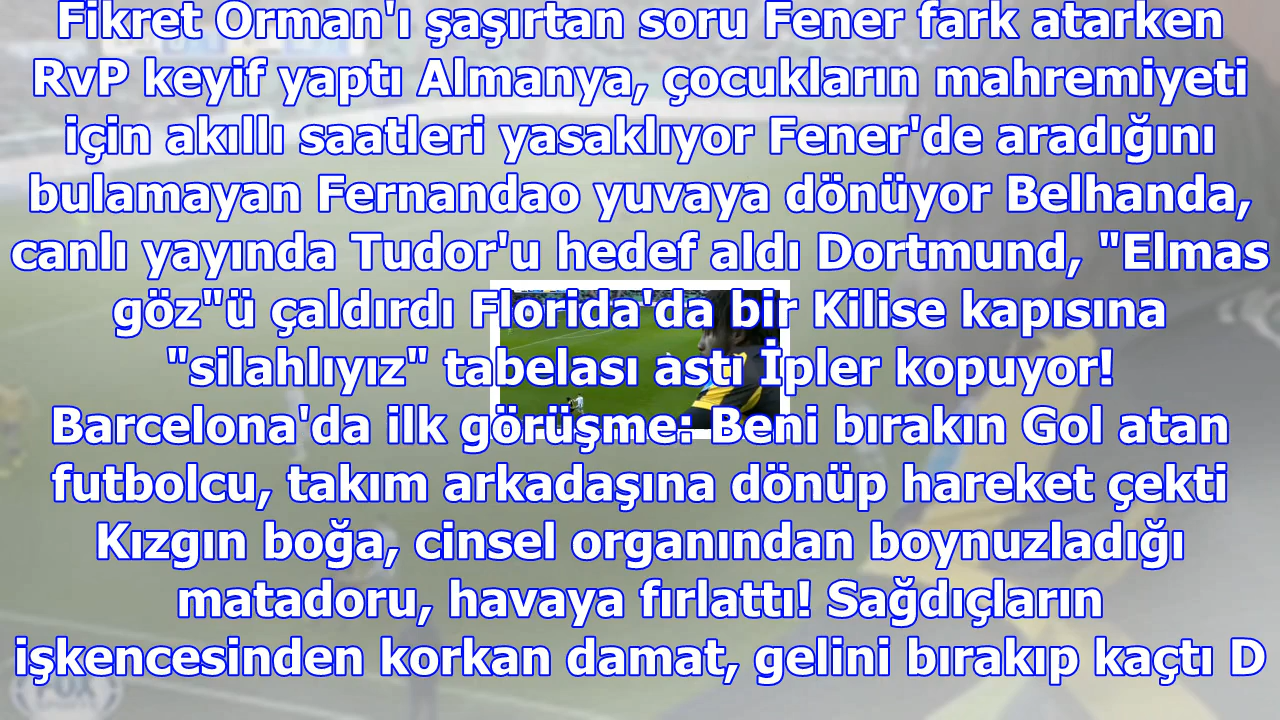 Fikret Orman'ı şaşırtan soru Fener fark atarken
RvP keyif yaptı Almanya, çocukların mahremiyeti
için akıllı saatleri yasaklıyor Fener'de aradığını
bulamayan Fernandao yuvaya dönüyor Belhanda,
canlı yayında Tudor'u hedef aldı Dortmund, "Elmas
göz"ü çaldırdı Florida'da bir Kilise kapısına
"silahlıyız" tabelası astı İpler kopuyor!
Barcelona'da ilk görüşme: Beni bırakın Gol atan
futbolcu, takım arkadaşına dönüp hareket çekti
Kızgın boğa, cinsel organından boynuzladığı
matadoru, havaya fırlattı! Sağdıçların
işkencesinden korkan damat, gelini bırakıp kaçtı D
FOX
SPORTS